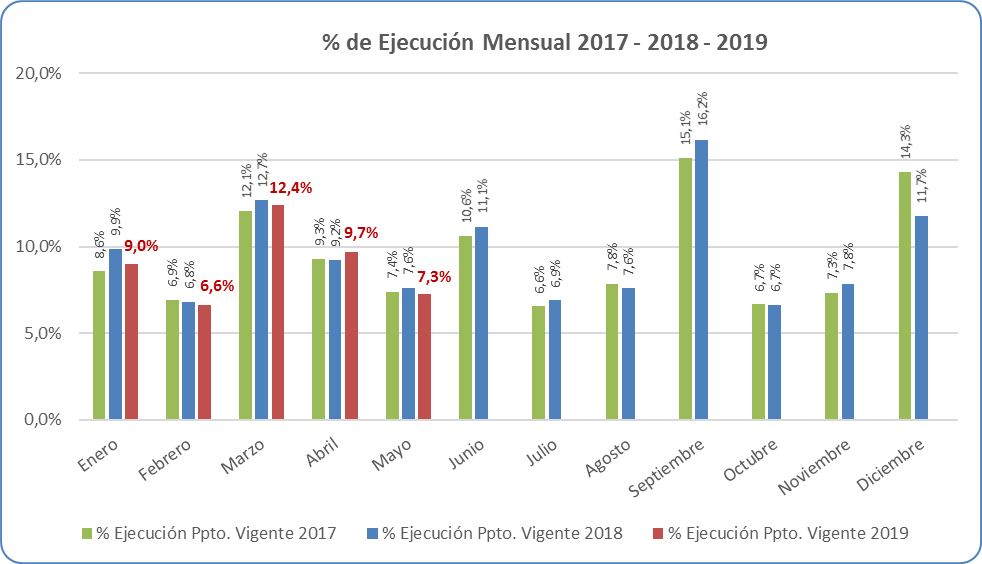 % de Ejecución Mensual 2017 - 2018 - 2019
20,0%
15,0%
10,0%
5,0%
0,0%
8,6%
9,9%
9,0%
6,9%
6,8%
6,6%
12,1%
12,7%
12,4%
9,3%
9,2%
9,7%
7,4%
7,6%
7,3%
10,6%
11,1%
6,6%
6,9%
7,8%
7,6%
15,1%
16,2%
6,7%
6,7%
7,3%
7,8%
14,3%
11,7%
Enero
Febrero
Marzo
Abril
Mayo
Junio
Julio
Agosto
Septiembre
Octubre
Noviembre
Diciembre
% Ejecución Ppto. Vigente 2017
% Ejecución Ppto. Vigente 2018
% Ejecución Ppto. Vigente 2019